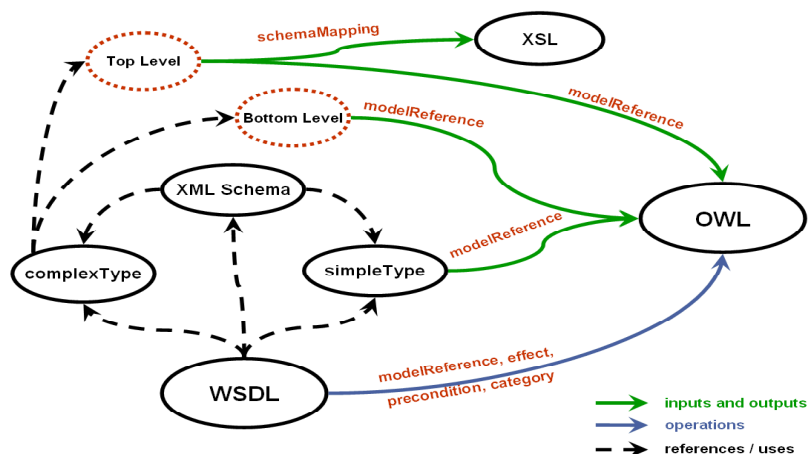 schemaMapping
XSL
Top Level
modelReference
modelReference
Bottom Level
XML Schema
OWL
modelReference
complexType
simpleType
modelReference, effect,
precondition, category
WSDL
inputs and outputs
operations
references / uses